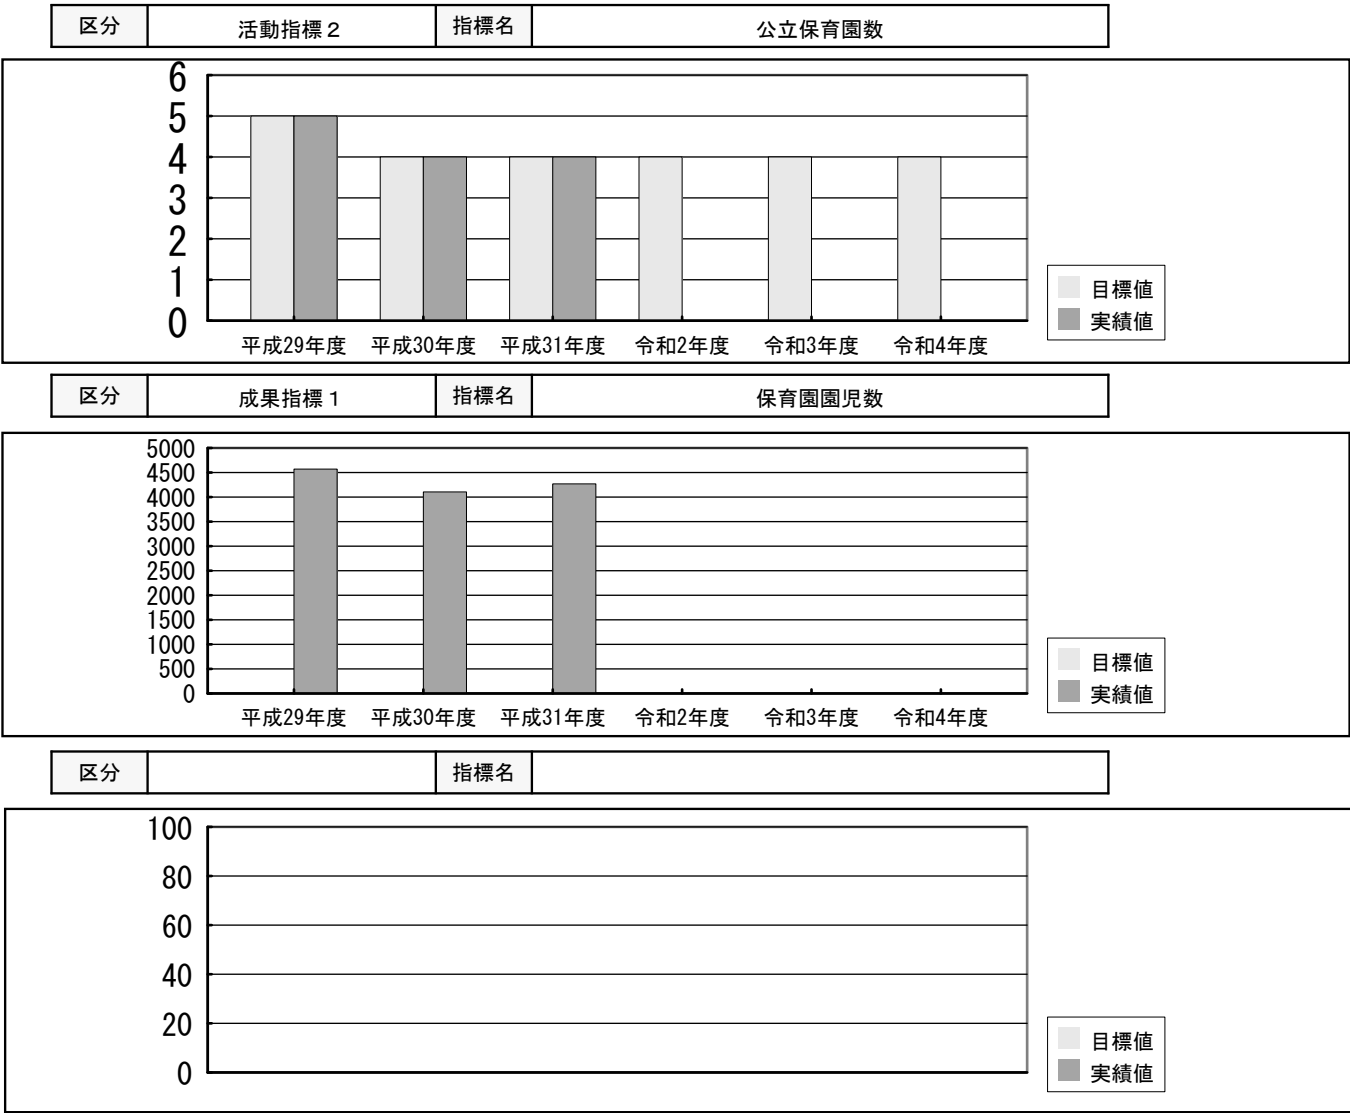 区分 活動指標２ 指標名 公立保育園数
6
5
4
3
2
1
0
平成29年度 平成30年度 平成31年度 令和2年度 令和3年度 令和4年度
目標値
実績値
区分 成果指標１ 指標名 保育園園児数
5000
4500
4000
3500
3000
2500
2000
1500
1000
500
0
平成29年度 平成30年度 平成31年度 令和2年度 令和3年度 令和4年度
目標値
実績値
区分 指標名
100
80
60
40
20
0
目標値
実績値